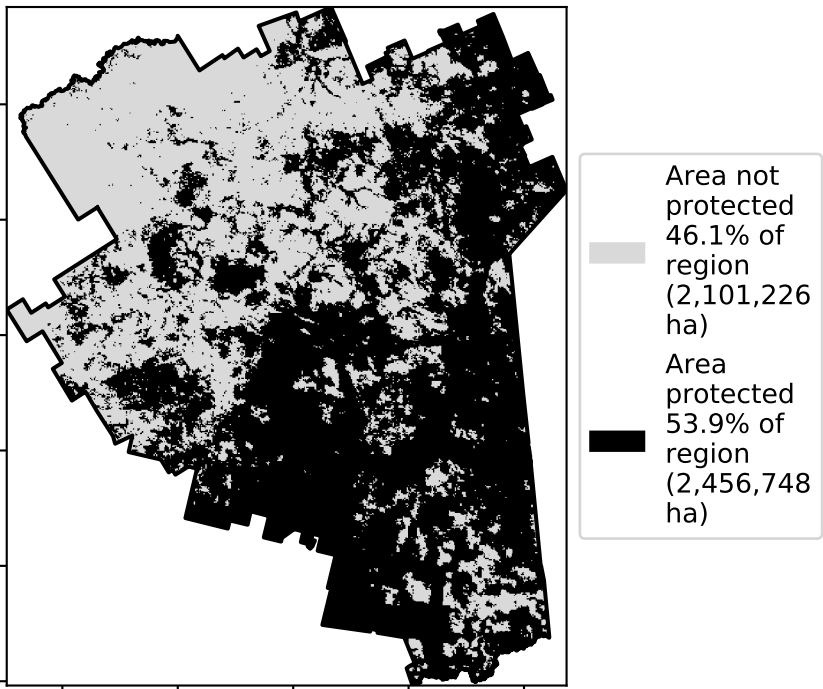 Area not
protected
46.1% of
region
(2,101,226
ha)
Area
protected
53.9% of
region
(2,456,748
ha)